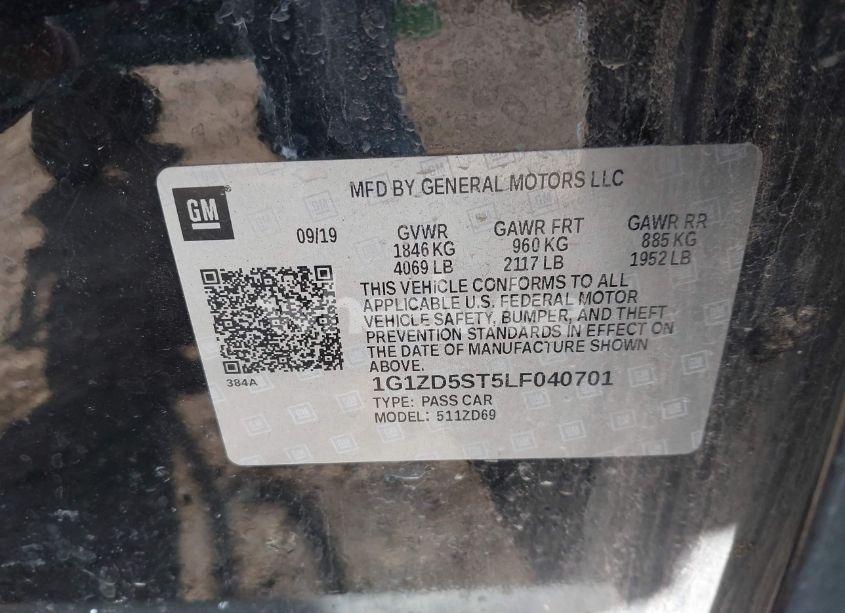 GM
MFD BY GENERAL MOTORS LLC
09/19
GVWR GAWR FRT GAWR RR
1846 KG 960 KG 885 KG
4069 LB 2117 LB 1952 LB
THIS VEHICLE CONFORMS TO ALL
APPLICABLE U.S. FEDERAL MOTOR
VEHICLE SAFETY, BUMPER, AND THEFT
PREVENTION STANDARDS IN EFFECT ON
THE DATE OF MANUFACTURE SHOWN
ABOVE.
384A
1G1ZD5ST5LF040701
TYPE: PASS CAR
MODEL: 511ZD69